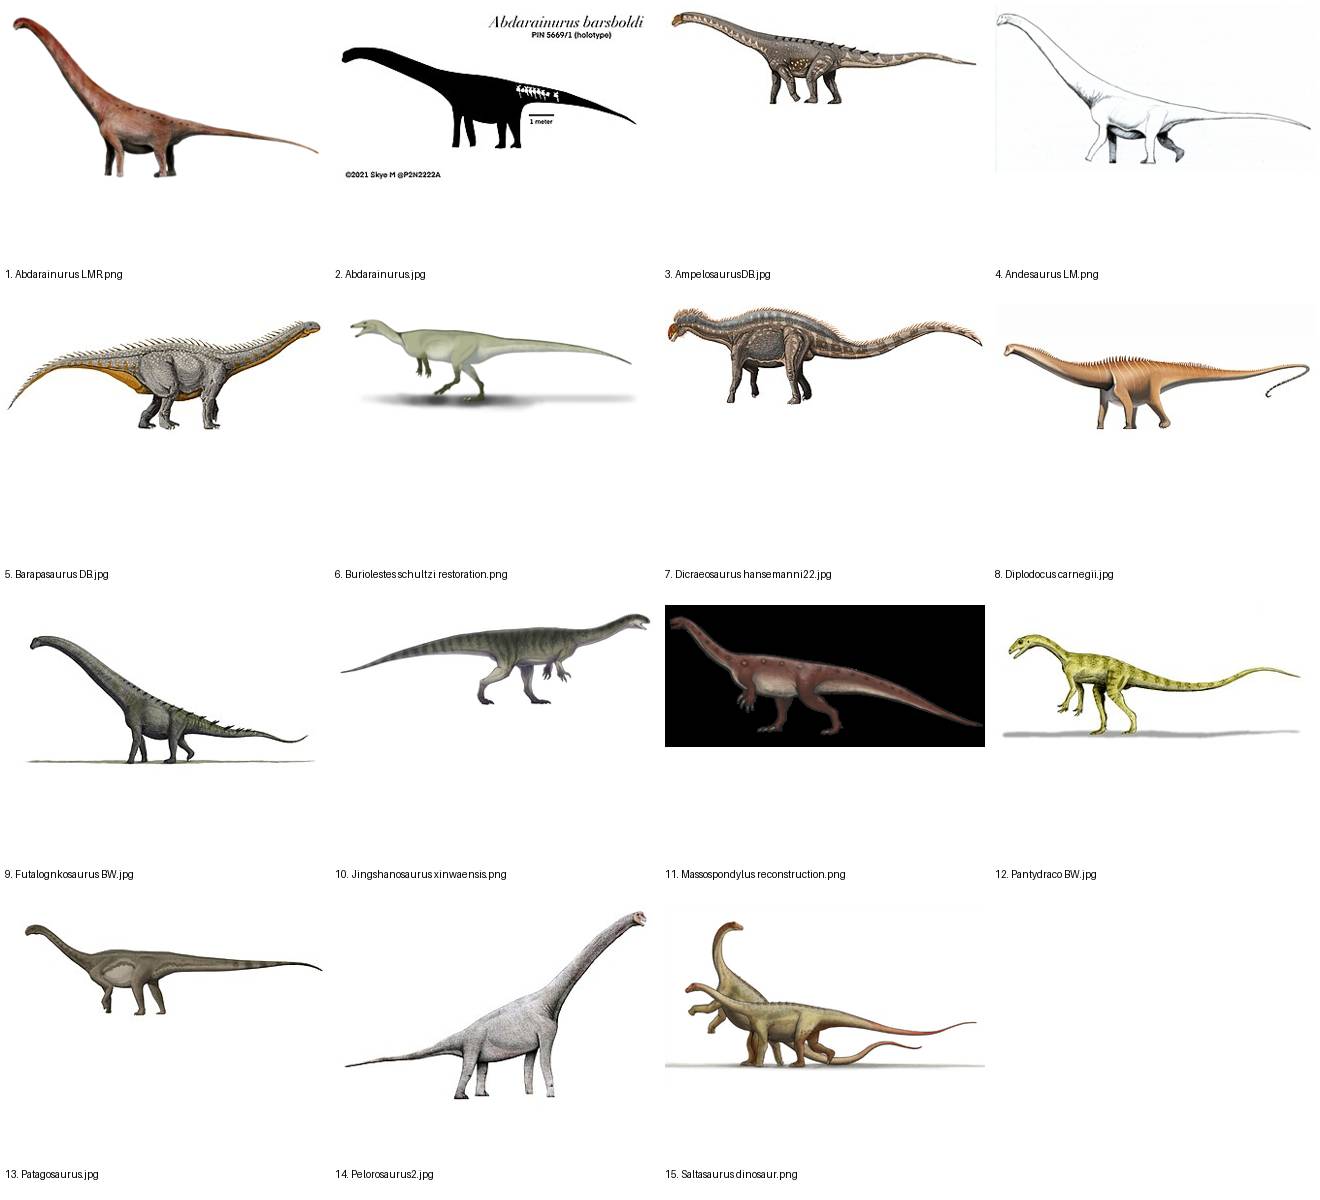 Abdarainurus barsboldi
PIN 5669/1 (holotype)
1 meter
©2021 Skye M @P2N2222A
1. Abdarainurus LMR.png
2. Abdarainurus.jpg
3. AmpelosaurusDB.jpg
4. Andesaurus LM.png
5. Barapasaurus DB.jpg
6. Buriolestes schultzi restoration.png
7. Dicraeosaurus hansemanni22.jpg
8. Diplodocus carnegii.jpg
9. Futalognkosaurus BW.jpg
10. Jingshanosaurus xinwaensis.png
11. Massospondylus reconstruction.png
12. Pantydraco BW.jpg
13. Patagosaurus.jpg
14. Pelorosaurus2.jpg
15. Saltasaurus dinosaur.png